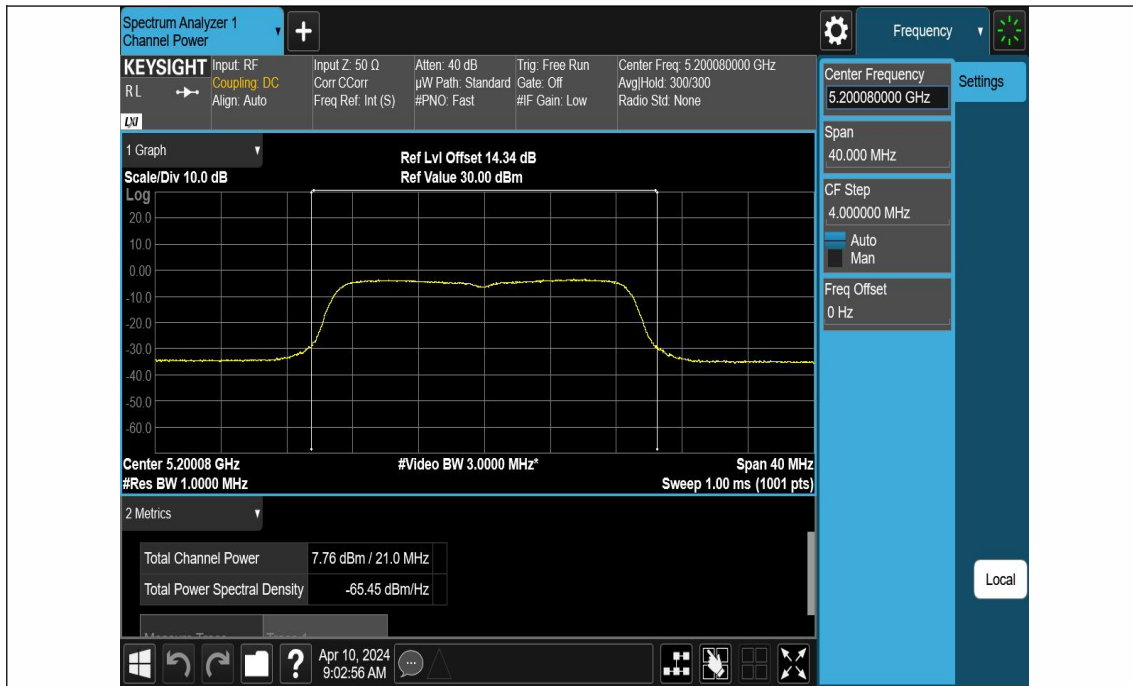 Spectrum Analyzer 1
Channel Power
Frequency
KEYSIGHT
RL
LXI
Input: RF
Coupling: DC
Align: Auto
Input Z: 50 Ω
Corr CCorr
Freq Ref: Int (S)
Atten: 40 dB
µW Path: Standard
#PNO: Fast
Trig: Free Run
Gate: Off
#IF Gain: Low
Center Freq: 5.200080000 GHz
Avg|Hold: 300/300
Radio Std: None
Center Frequency
5.200080000 GHz
Settings
Span
40.000 MHz
CF Step
4.000000 MHz
Auto
Man
Freq Offset
0 Hz
1 Graph
Scale/Div 10.0 dB
Ref Lvl Offset 14.34 dB
Ref Value 30.00 dBm
Log
20.0
10.0
0.00
-10.0
-20.0
-30.0
-40.0
-50.0
-60.0
Center 5.20008 GHz
#Video BW 3.0000 MHz*
Span 40 MHz
#Res BW 1.0000 MHz
Sweep 1.00 ms (1001 pts)
2 Metrics
Total Channel Power 7.76 dBm / 21.0 MHz
Total Power Spectral Density -65.45 dBm/Hz
Local
?
Apr 10, 2024
9:02:56 AM